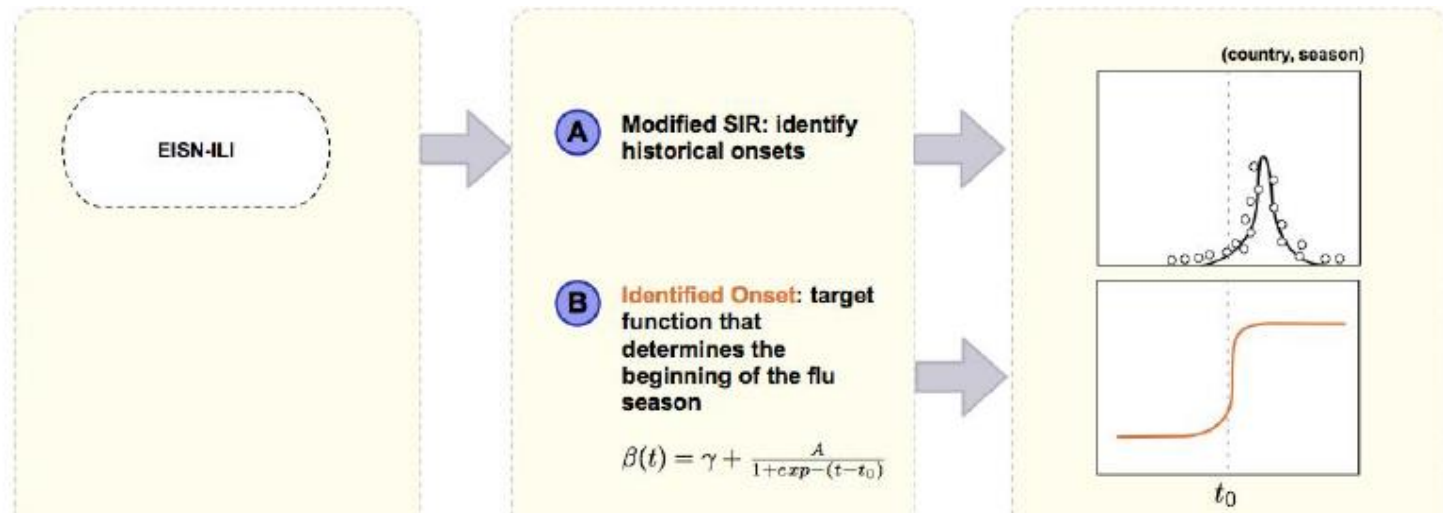 EISN-ILI
A
Modified SIR: identify
historical onsets
B
Identified Onset: target
function that
determines the
beginning of the flu
season
β(t) = γ + A / 1+exp−(t−t₀)
(country, season)
t₀